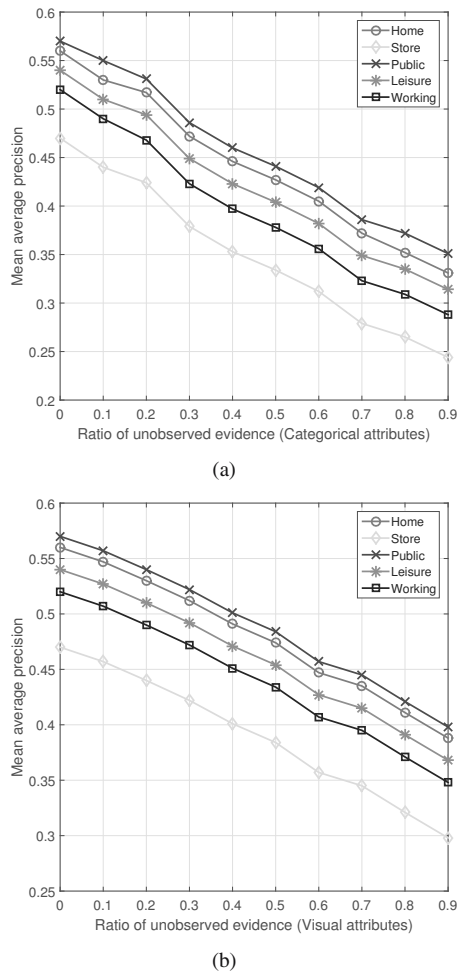 0.6
0.55
0.5
0.45
0.4
0.35
0.3
0.25
0.2
Mean average precision
Home
Store
Public
Leisure
Working
0 0.1 0.2 0.3 0.4 0.5 0.6 0.7 0.8 0.9
Ratio of unobserved evidence (Categorical attributes)
(a)
0.6
0.55
0.5
0.45
0.4
0.35
0.3
0.25
Mean average precision
Home
Store
Public
Leisure
Working
0 0.1 0.2 0.3 0.4 0.5 0.6 0.7 0.8 0.9
Ratio of unobserved evidence (Visual attributes)
(b)